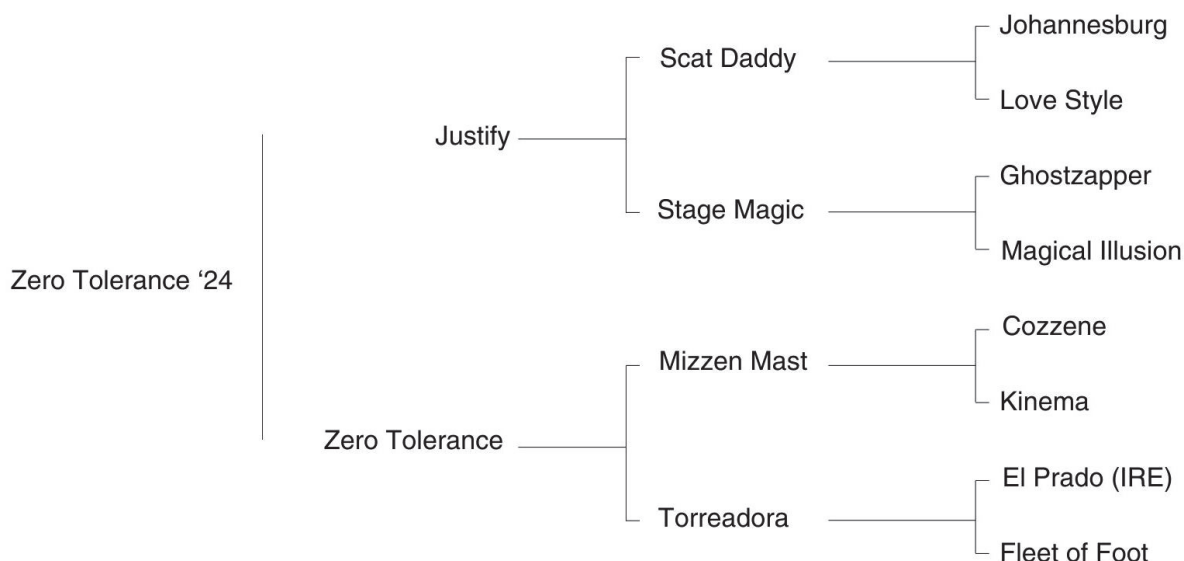 Johannesburg
Scat Daddy
Love Style
Justify
Ghostzapper
Stage Magic
Magical Illusion
Zero Tolerance ‘24
Cozzene
Mizzen Mast
Kinema
Zero Tolerance
El Prado (IRE)
Torreadora
Fleet of Foot